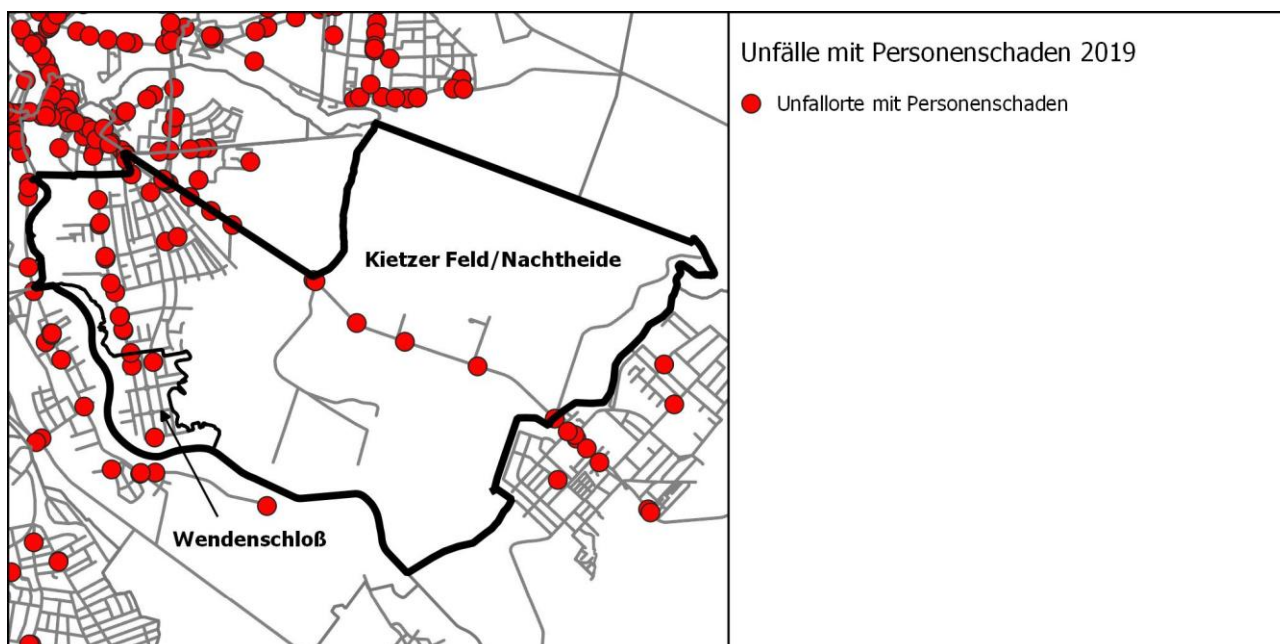 Unfälle mit Personenschaden 2019
Unfallorte mit Personenschaden
Kietzer Feld/Nachtheide
Wendenschloß